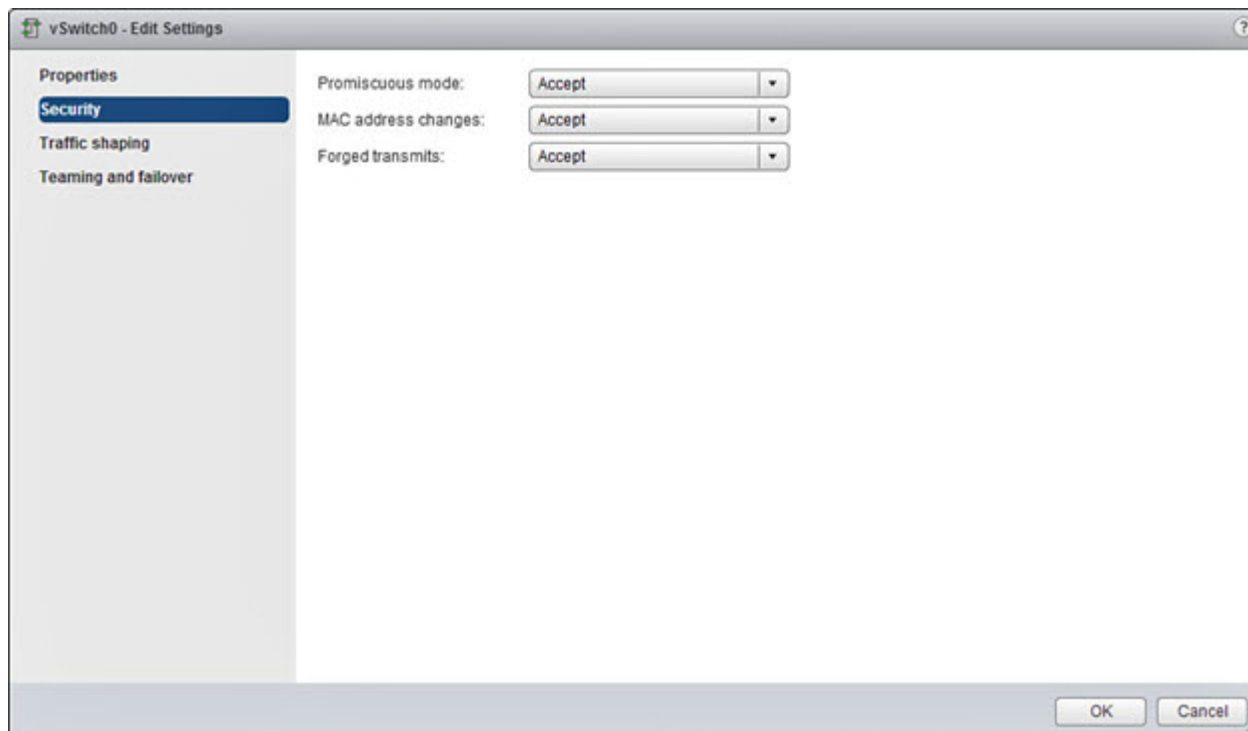 vSwitch0 - Edit Settings ?
Properties
Security
Traffic shaping
Teaming and failover
Promiscuous mode: Accept
MAC address changes: Accept
Forged transmits: Accept
OK Cancel